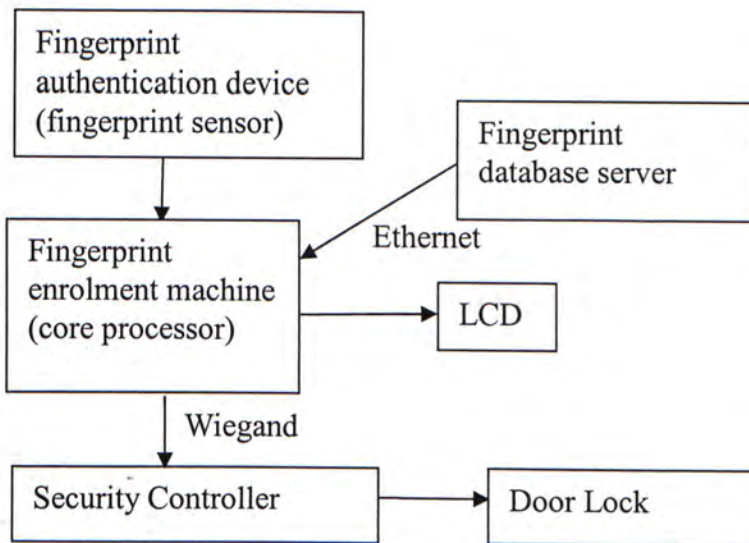 Fingerprint
authentication device
(fingerprint sensor)
Fingerprint
database server
Ethernet
Fingerprint
enrolment machine
(core processor)
LCD
Wiegand
Security Controller
Door Lock